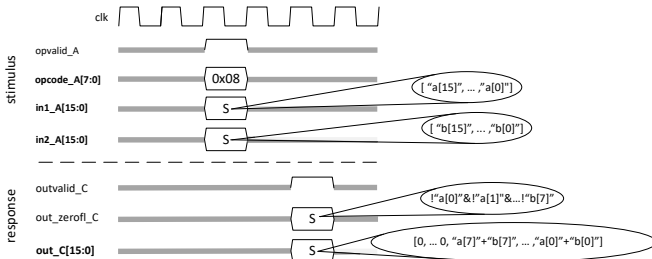 clk
stimulus
opvalid_A
opcode_A[7:0]
0x08
in1_A[15:0]
S
[ "a[15]", ... ,"a[0]"]
in2_A[15:0]
S
[ "b[15]", ... ,"b[0]"]
response
outvalid_C
out_zerofl_C
S
!"a[0]"&!"a[1]"&...!"b[7]"
out_C[15:0]
S
[0, ... 0, "a[7]"+"b[7]", ... ,"a[0]"+"b[0]"]